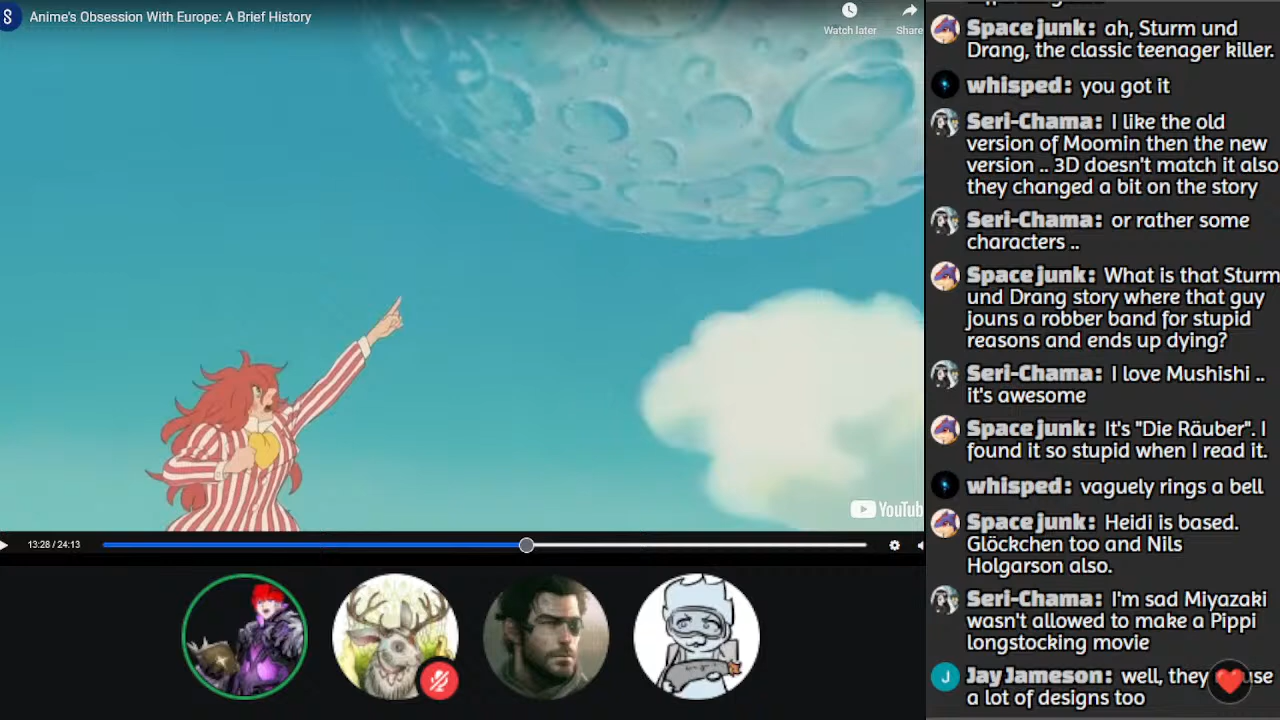 Anime's Obsession With Europe: A Brief History
Watch later
Share
YouTub
13:28 / 24:13
Space junk: ah, Sturm und
Drang, the classic teenager killer.
whisped: you got it
Seri-Chama: I like the old
version of Moomin then the new
version .. 3D doesn't match it also
they changed a bit on the story
Seri-Chama: or rather some
characters ..
Space junk: What is that Sturm
und Drang story where that guy
jouns a robber band for stupid
reasons and ends up dying?
Seri-Chama: I love Mushishi ..
it's awesome
Space junk: It's "Die Räuber". I
found it so stupid when I read it.
whisped: vaguely rings a bell
Space junk: Heidi is based.
Glöckchen too and Nils
Holgarson also.
Seri-Chama: I'm sad Miyazaki
wasn't allowed to make a Pippi
longstocking movie
J
Jay Jameson: well, they use
a lot of designs too